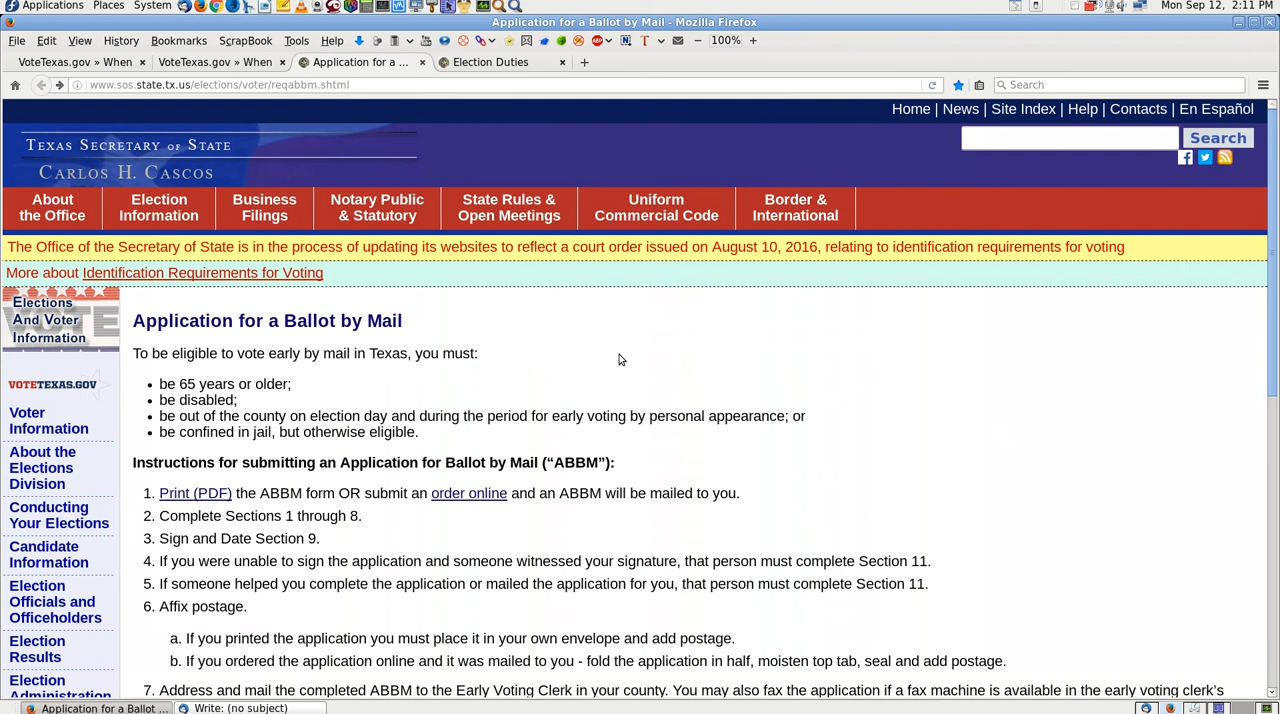 Applications Places System Mon Sep 12, 2:11 PM
Application for a Ballot by Mail - Mozilla Firefox
File Edit View History Bookmarks ScrapBook Tools Help 100%
VoteTexas.gov » When VoteTexas.gov » When Application for a ... Election Duties
www.sos.state.tx.us/elections/voter/reqabbm.shtml Search
Home | News | Site Index | Help | Contacts | En Español
Texas Secretary of State
Search
Carlos H. Cascos
About the Office
Election Information
Business Filings
Notary Public & Statutory
State Rules & Open Meetings
Uniform Commercial Code
Border & International
The Office of the Secretary of State is in the process of updating its websites to reflect a court order issued on August 10, 2016, relating to identification requirements for voting
More about Identification Requirements for Voting
Elections
And Voter
Information
VOTE
VOTETEXAS.GOV
Voter
Information
About the
Elections
Division
Conducting
Your Elections
Candidate
Information
Election
Officials and
Officeholders
Election
Results
Election
Administration
Application for a Ballot by Mail
To be eligible to vote early by mail in Texas, you must:
• be 65 years or older;
• be disabled;
• be out of the county on election day and during the period for early voting by personal appearance; or
• be confined in jail, but otherwise eligible.
Instructions for submitting an Application for Ballot by Mail (“ABBM”):
1. Print (PDF) the ABBM form OR submit an order online and an ABBM will be mailed to you.
2. Complete Sections 1 through 8.
3. Sign and Date Section 9.
4. If you were unable to sign the application and someone witnessed your signature, that person must complete Section 11.
5. If someone helped you complete the application or mailed the application for you, that person must complete Section 11.
6. Affix postage.
a. If you printed the application you must place it in your own envelope and add postage.
b. If you ordered the application online and it was mailed to you - fold the application in half, moisten top tab, seal and add postage.
7. Address and mail the completed ABBM to the Early Voting Clerk in your county. You may also fax the application if a fax machine is available in the early voting clerk’s
Application for a Ballot ... Write: (no subject)